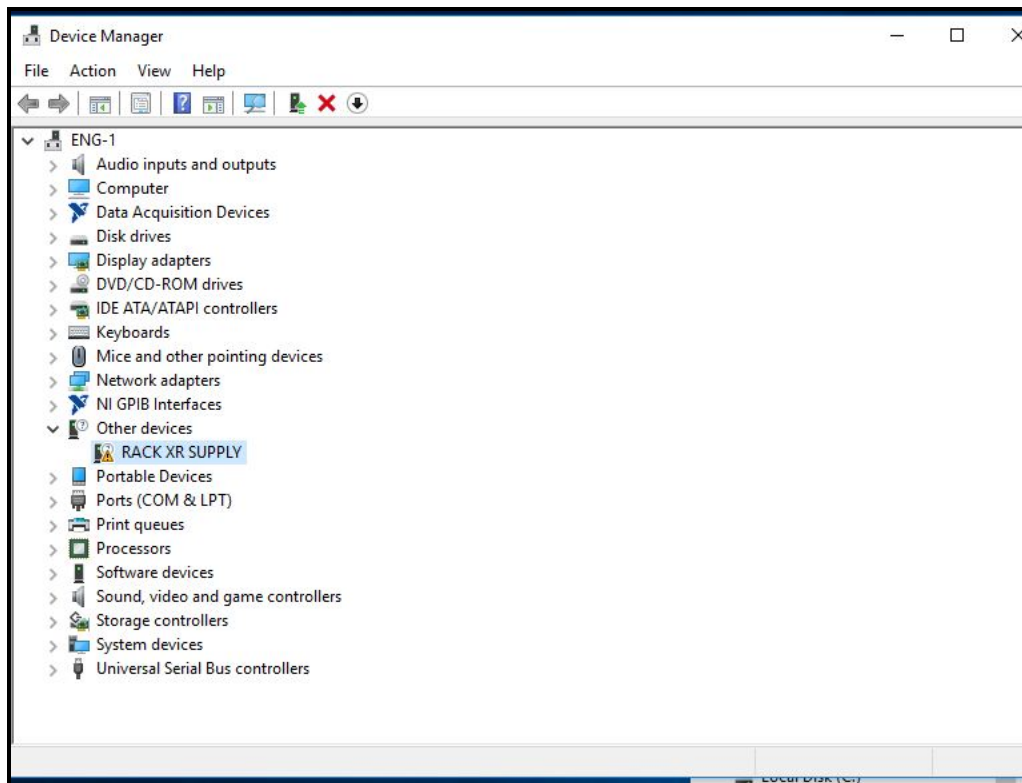 Device Manager
File Action View Help
ENG-1
Audio inputs and outputs
Computer
Data Acquisition Devices
Disk drives
Display adapters
DVD/CD-ROM drives
IDE ATA/ATAPI controllers
Keyboards
Mice and other pointing devices
Network adapters
NI GPIB Interfaces
Other devices
RACK XR SUPPLY
Portable Devices
Ports (COM & LPT)
Print queues
Processors
Software devices
Sound, video and game controllers
Storage controllers
System devices
Universal Serial Bus controllers
Local Disk (C:)